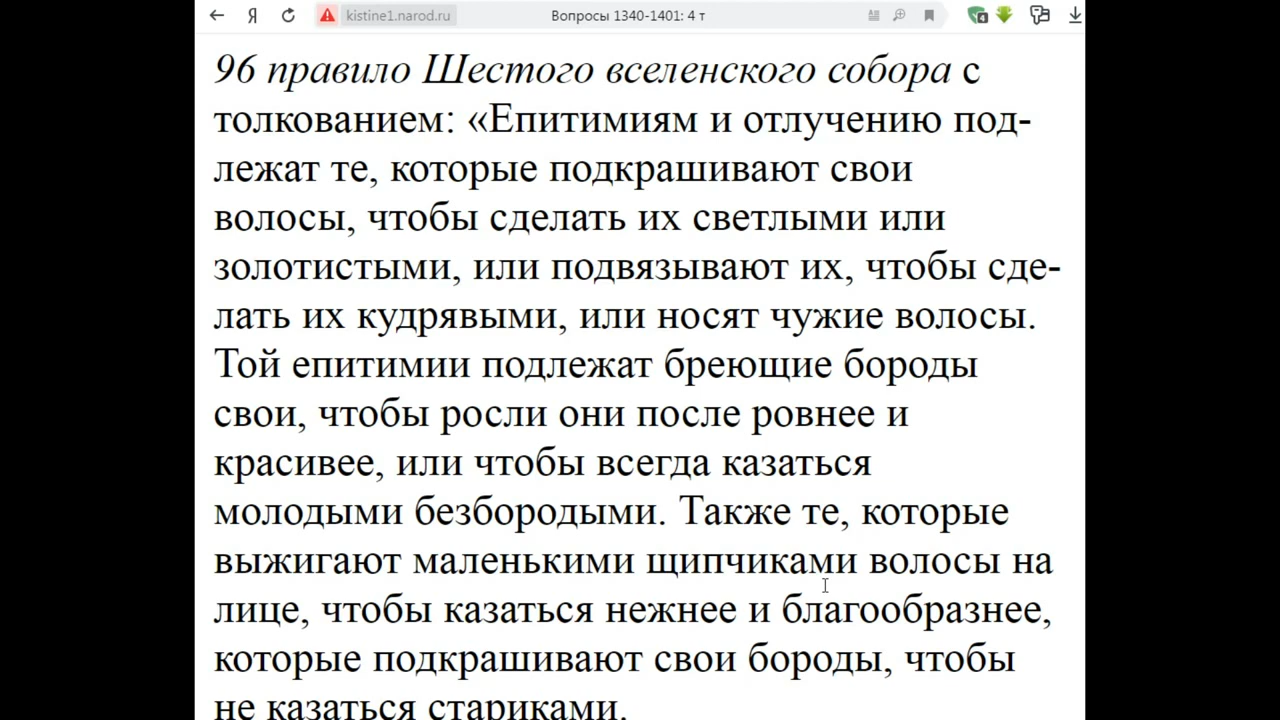 Я kistine1.narod.ru Вопросы 1340-1401: 4 т 4
96 правило Шестого вселенского собора с
толкованием: «Епитимиям и отлучению под-
лежат те, которые подкрашивают свои
волосы, чтобы сделать их светлыми или
золотистыми, или подвязывают их, чтобы сде-
лать их кудрявыми, или носят чужие волосы.
Той епитимии подлежат бреющие бороды
свои, чтобы росли они после ровнее и
красивее, или чтобы всегда казаться
молодыми безбородыми. Также те, которые
выжигают маленькими щипчиками волосы на
лице, чтобы казаться нежнее и благообразнее,
которые подкрашивают свои бороды, чтобы
не казаться стариками.